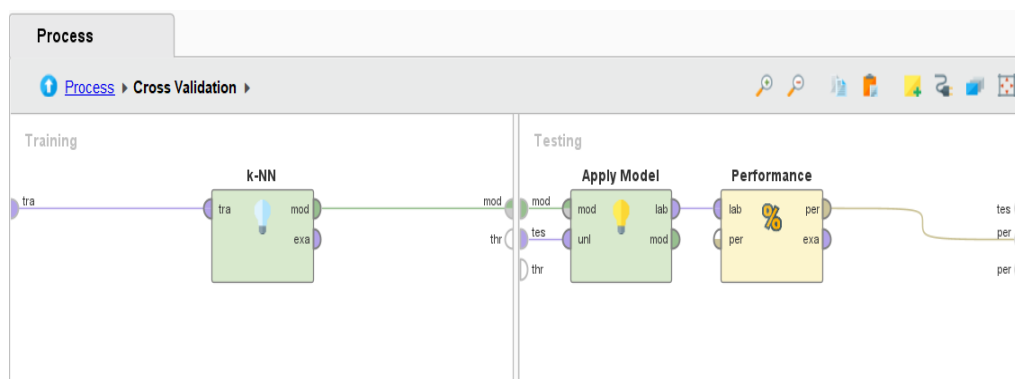 Process
Process Cross Validation
Training
Testing
k-NN
Apply Model
Performance
tra
tra
mod
exa
mod
thr
mod
tes
thr
mod
unl
lab
mod
lab
per
%
per
exa
tes
per
per